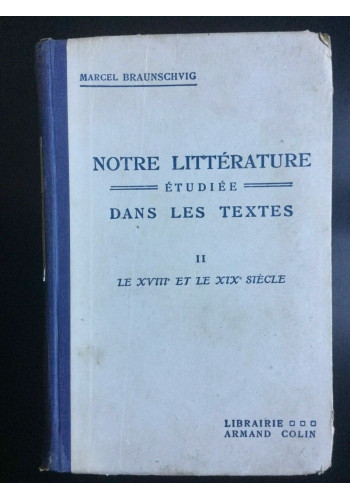 MARCEL BRAUNSCHVIG
NOTRE LITTÉRATURE
ÉTUDIÉE
DANS LES TEXTES
II
LE XVIIIᵉ ET LE XIXᵉ SIÈCLE
LIBRAIRIE
ARMAND COLIN